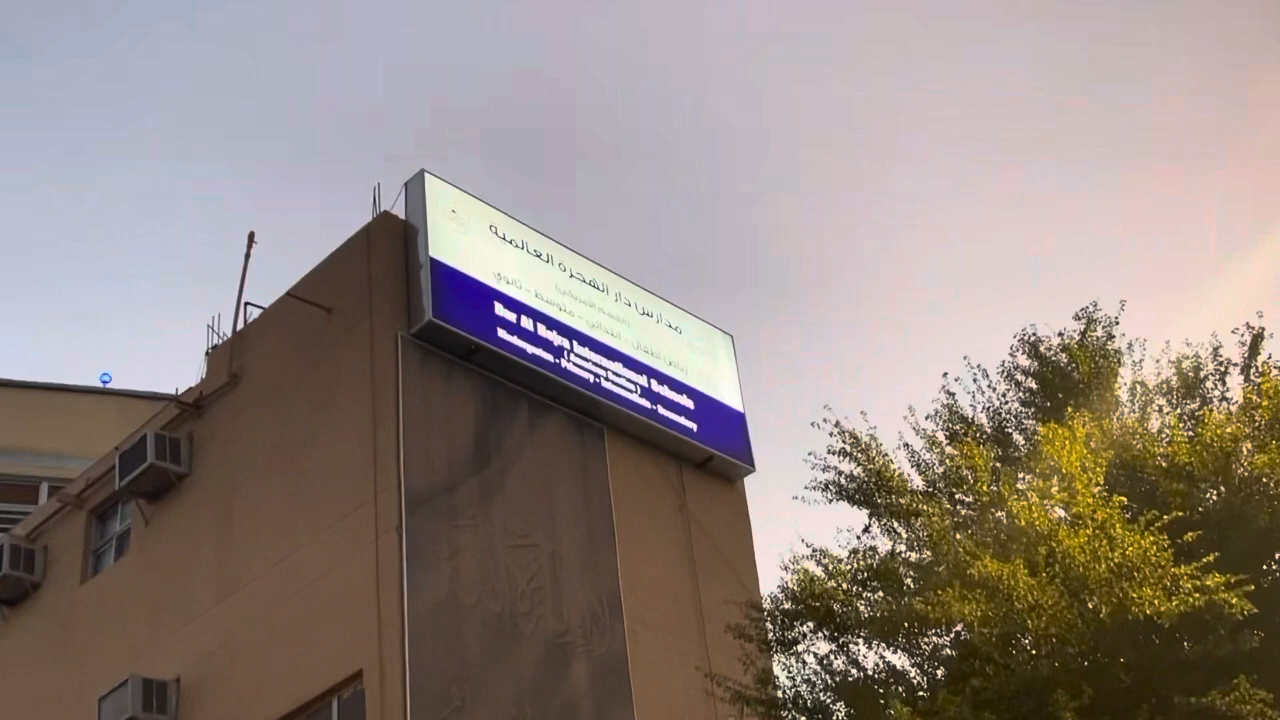 مدارس دار الهجرة العالمية
(القسم الأمريكي)
رياض أطفال - ابتدائي - متوسط - ثانوي
Dar Al Hejra International Schools
( American Section )
Kindergarten - Primary - Intermediate - Secondary